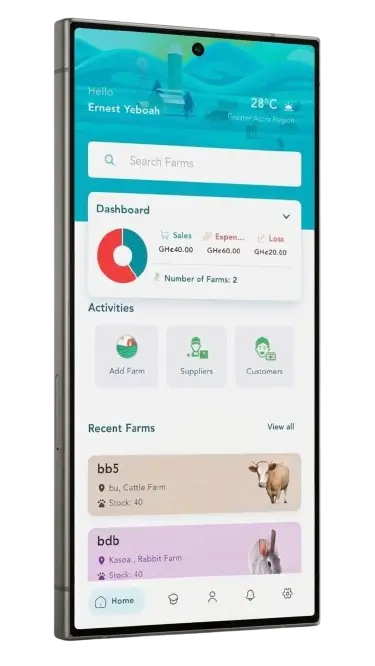 Hello
Ernest Yeboah
28°C
Greater Accra Region
Search Farms
Dashboard
Sales Expen... Loss
GH¢40.00 GH¢60.00 GH¢20.00
Number of Farms: 2
Activities
Add Farm Suppliers Customers
Recent Farms View all
bb5
bu, Cattle Farm
Stock: 40
bdb
Kasoa , Rabbit Farm
Stock: 40
Home